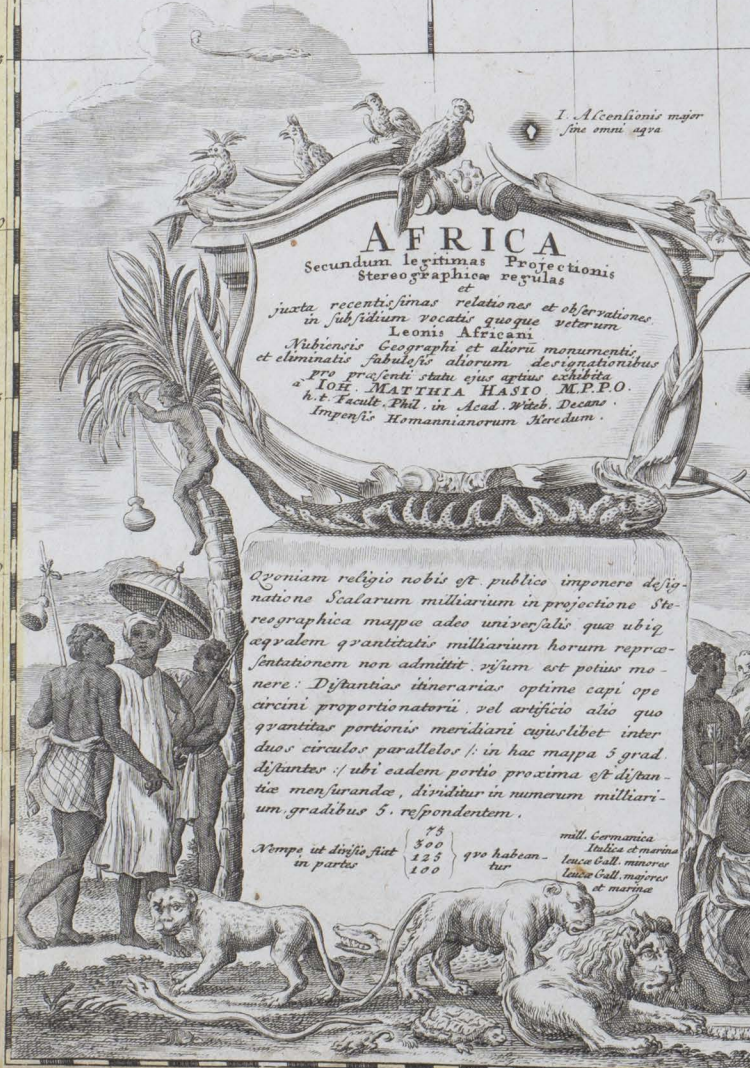 I. Ascensionis major
sine omni aqva
AFRICA
Secundum legitimas Projectionis
Stereographicæ regulas
et
juxta recentissimas relationes et observationes,
in subsidium vocatis quoque veterum
Leonis Africani
Nubiensis Geographi et aliorū monumentis,
et eliminatis fabulosis aliorum designationibus
pro præsenti statu ejus aptius exhibita
a IOH. MATTHIA HASIO M.P.P.O.
h.t. Facult. Phil. in Acad. Witeb. Decano.
Impensis Homannianorum Heredum.
Qvoniam religio nobis est publice imponere desig-
natione Scalarum milliarium in projectione Ste-
reographica mappæ adeo universalis quæ ubiq
æqvalem qvantitatis milliarium horum repræ-
sentationem non admittit, visum est potius mo-
nere: Distantias itinerarias optime capi ope
circini proportionatorii, vel artificio alio quo
qvantitas portionis meridiani cujuslibet inter
duos circulos parallelos /: in hac mappa 5 grad.
distantes :/ ubi eadem portio proxima est distan-
tiæ mensurandæ, dividitur in numerum milliari-
um, gradibus 5. respondentem.
Nempe ut divisio fiat
in partes
75
300
125
100
qvo habean-
tur
mill. Germanica
Italica et marina
leucæ Gall. minores
leucæ Gall. majores
et marinæ